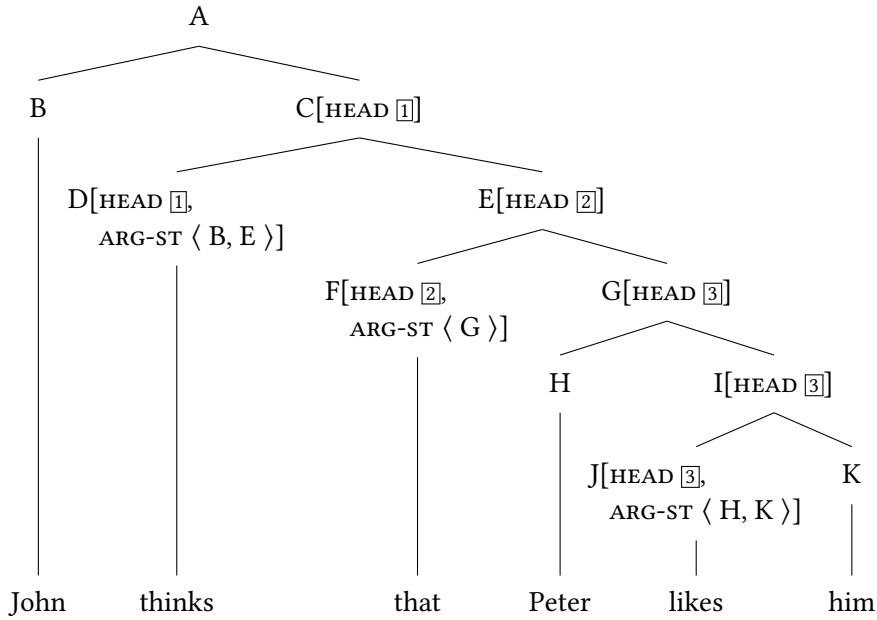 A
B C[HEAD 1]
D[HEAD 1, E[HEAD 2]
ARG-ST ⟨ B, E ⟩]
F[HEAD 2, G[HEAD 3]
ARG-ST ⟨ G ⟩]
H I[HEAD 3]
J[HEAD 3, K
ARG-ST ⟨ H, K ⟩]
John thinks that Peter likes him